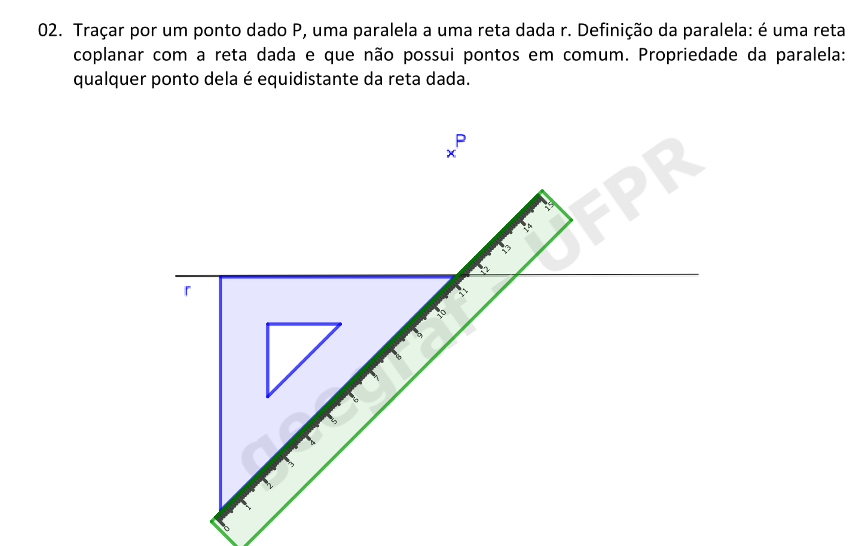 02. Traçar por um ponto dado P, uma paralela a uma reta dada r. Definição da paralela: é uma reta
coplanar com a reta dada e que não possui pontos em comum. Propriedade da paralela:
qualquer ponto dela é equidistante da reta dada.
P
r
0 1 2 3 4 5 6 7 8 9 10 11 12 13 14 15
geograf - UFPR